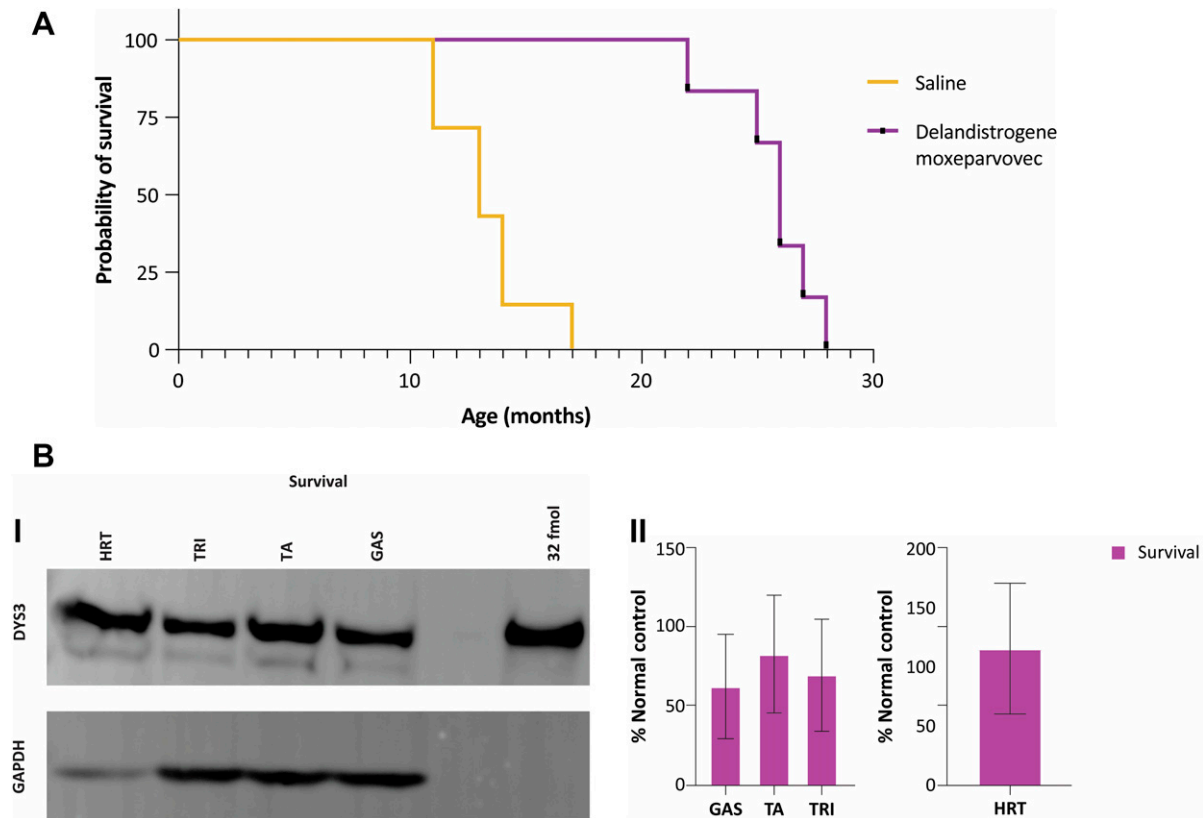 A
Probability of survival
100
75
50
25
0
0
10
20
30
Age (months)
Saline
Delandistrogene
moxeparvovec
B
Survival
I
HRT
TRI
TA
GAS
32 fmol
DYS3
GAPDH
II
% Normal control
150
100
50
0
GAS
TA
TRI
% Normal control
200
150
100
50
0
HRT
Survival